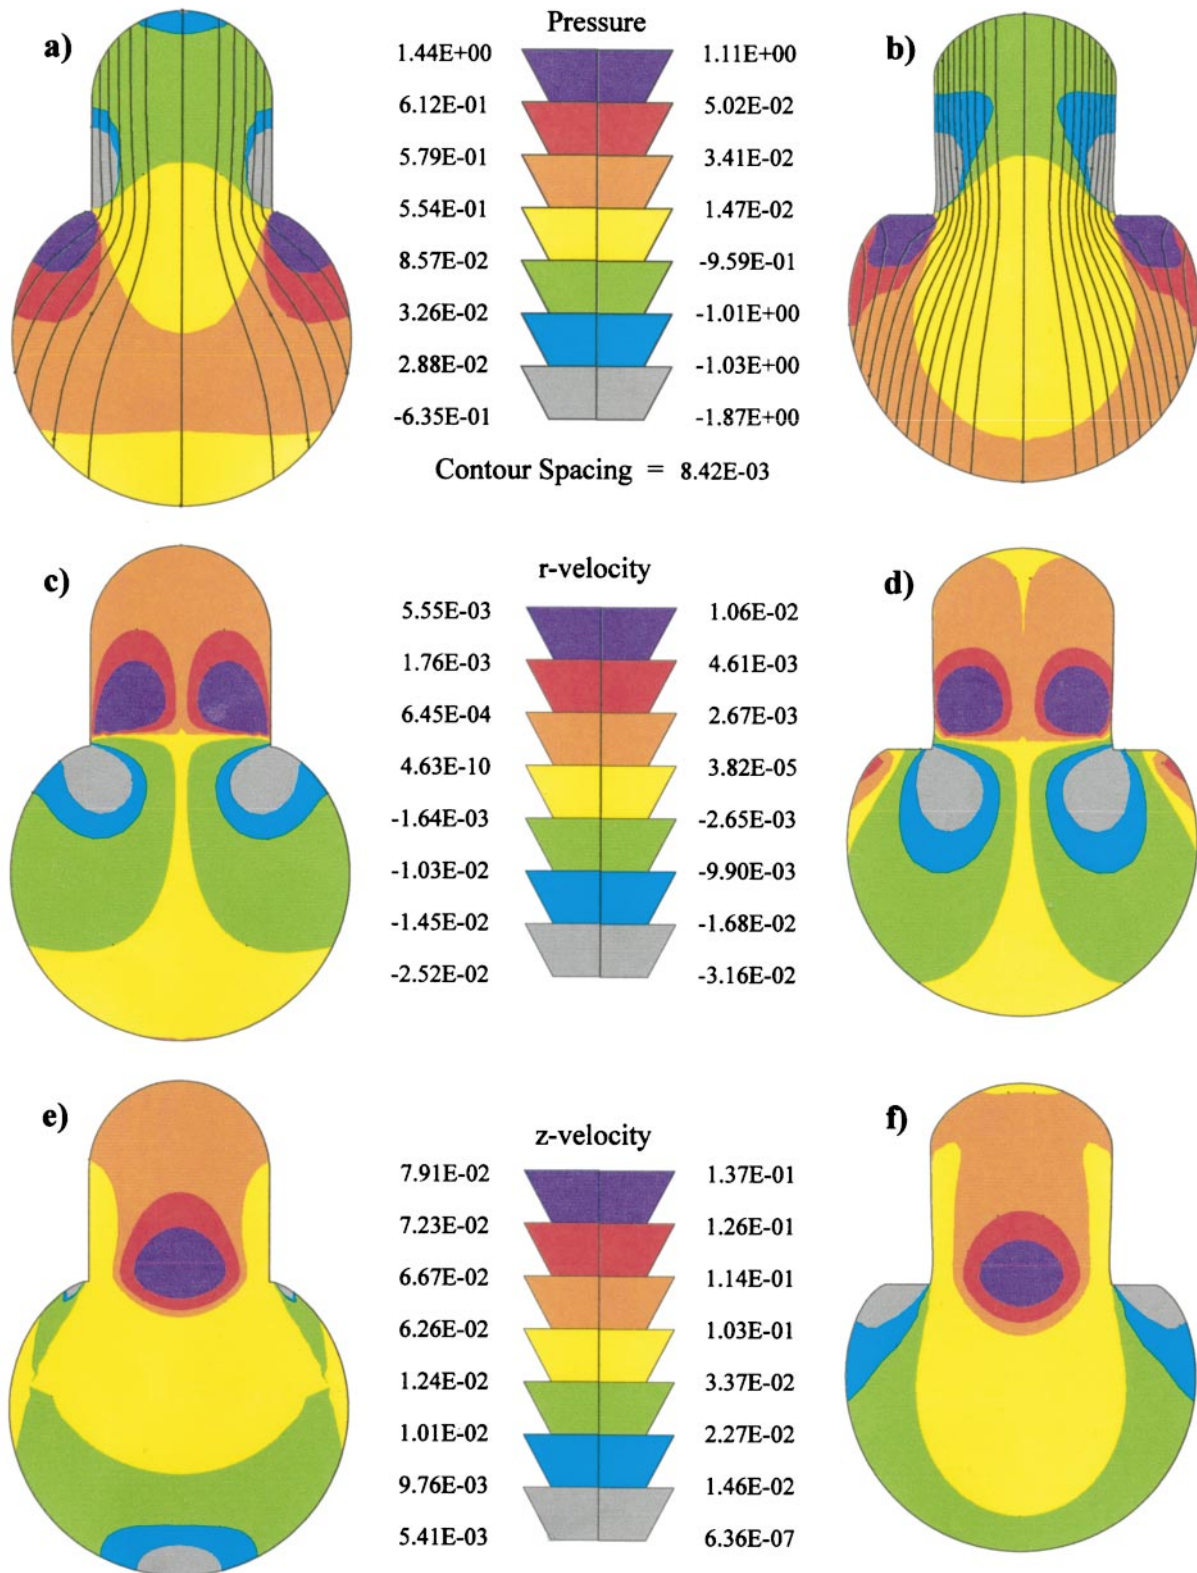 a)
Pressure
b)
1.44E+00 1.11E+00
6.12E-01 5.02E-02
5.79E-01 3.41E-02
5.54E-01 1.47E-02
8.57E-02 -9.59E-01
3.26E-02 -1.01E+00
2.88E-02 -1.03E+00
-6.35E-01 -1.87E+00
Contour Spacing = 8.42E-03
c)
r-velocity
d)
5.55E-03 1.06E-02
1.76E-03 4.61E-03
6.45E-04 2.67E-03
4.63E-10 3.82E-05
-1.64E-03 -2.65E-03
-1.03E-02 -9.90E-03
-1.45E-02 -1.68E-02
-2.52E-02 -3.16E-02
e)
z-velocity
f)
7.91E-02 1.37E-01
7.23E-02 1.26E-01
6.67E-02 1.14E-01
6.26E-02 1.03E-01
1.24E-02 3.37E-02
1.01E-02 2.27E-02
9.76E-03 1.46E-02
5.41E-03 6.36E-07